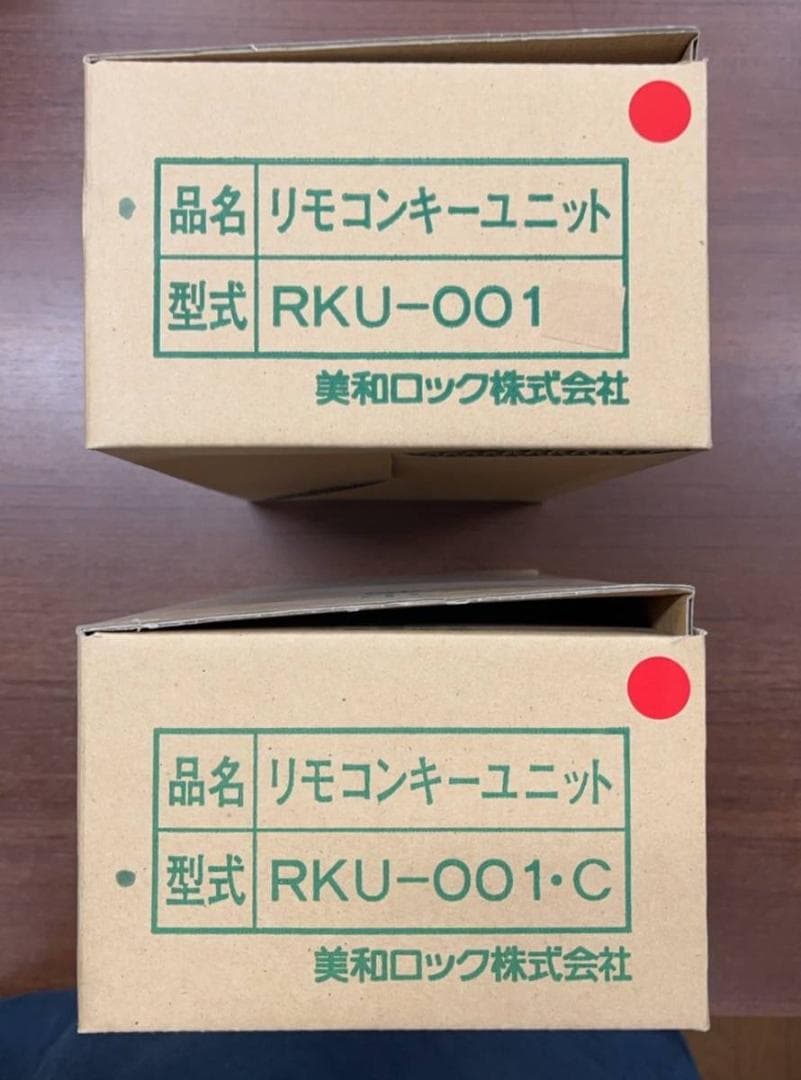 品名 リモコンキーユニット
型式 RKU-001
美和ロック株式会社
品名 リモコンキーユニット
型式 RKU-001・C
美和ロック株式会社